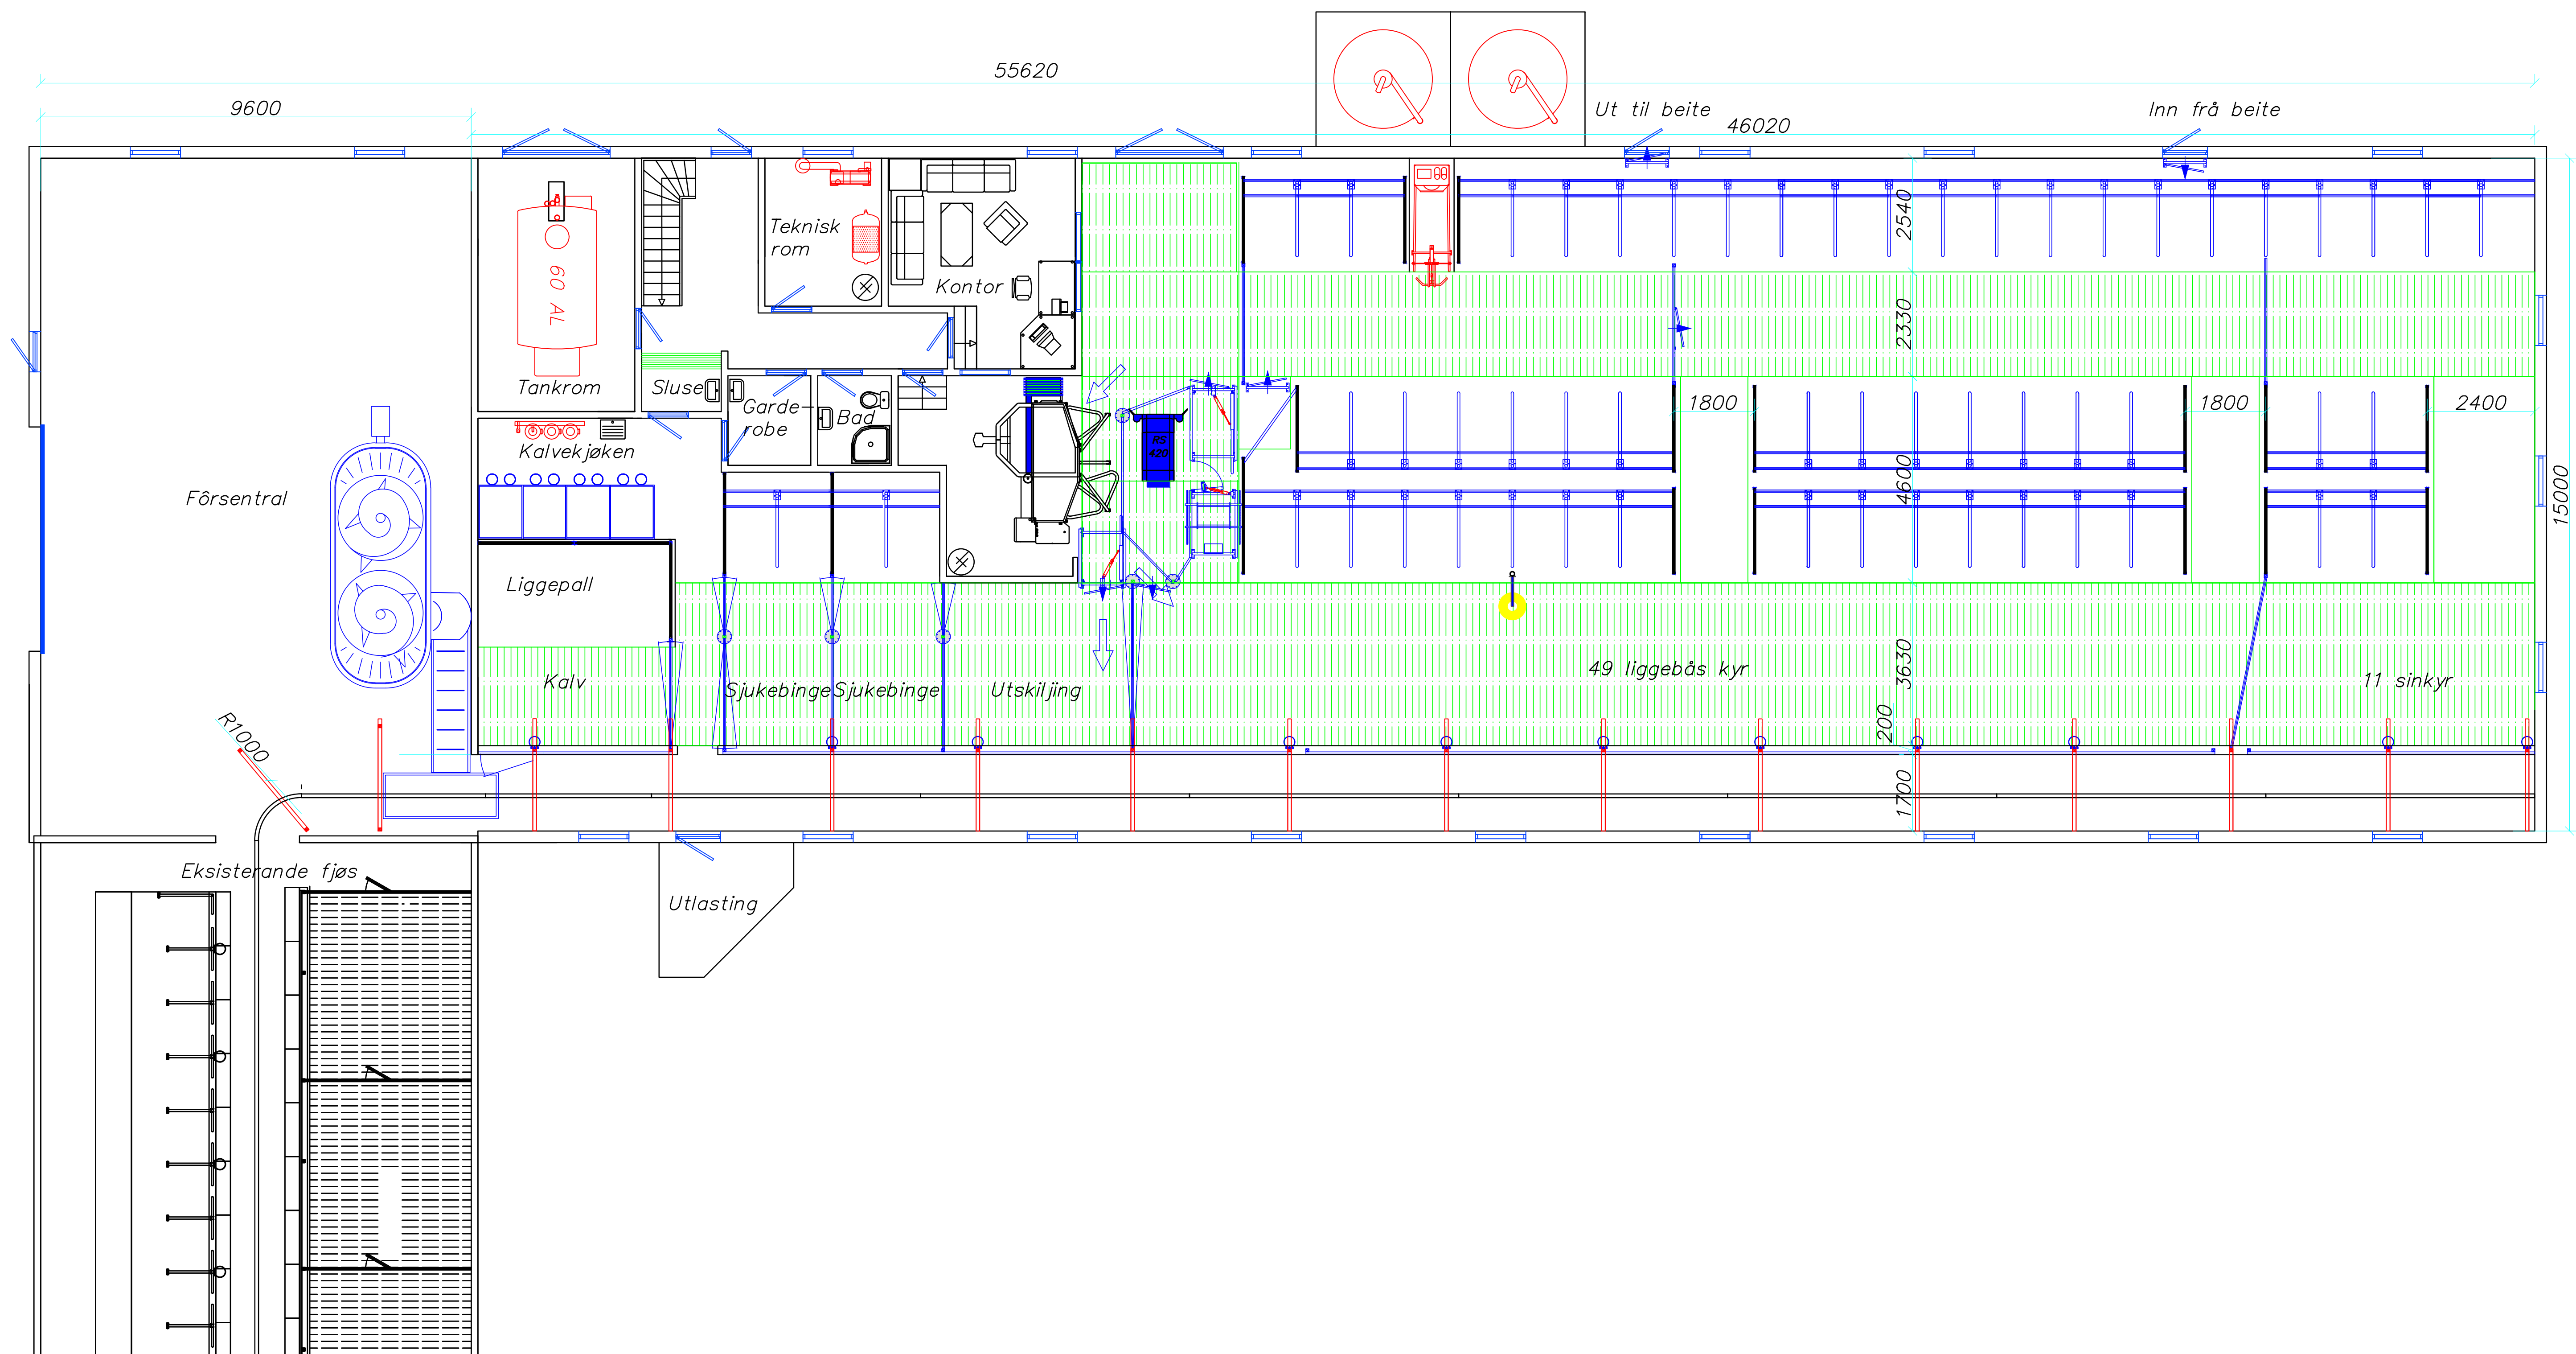 55620
9600
Ut til beite
Inn frå beite
46020
2540
Teknisk
rom
60 AL
Kontor
2330
Tankrom
Sluse
Garde-
robe
Bad
RS
420
1800
1800
2400
Kalvekjøken
Fôrsentral
4600
15000
Liggepall
Kalv
Sjukebinge
Sjukebinge
Utskiljing
49 liggebås kyr
3630
11 sinkyr
R1000
200
1700
Eksisterande fjøs
Utlasting